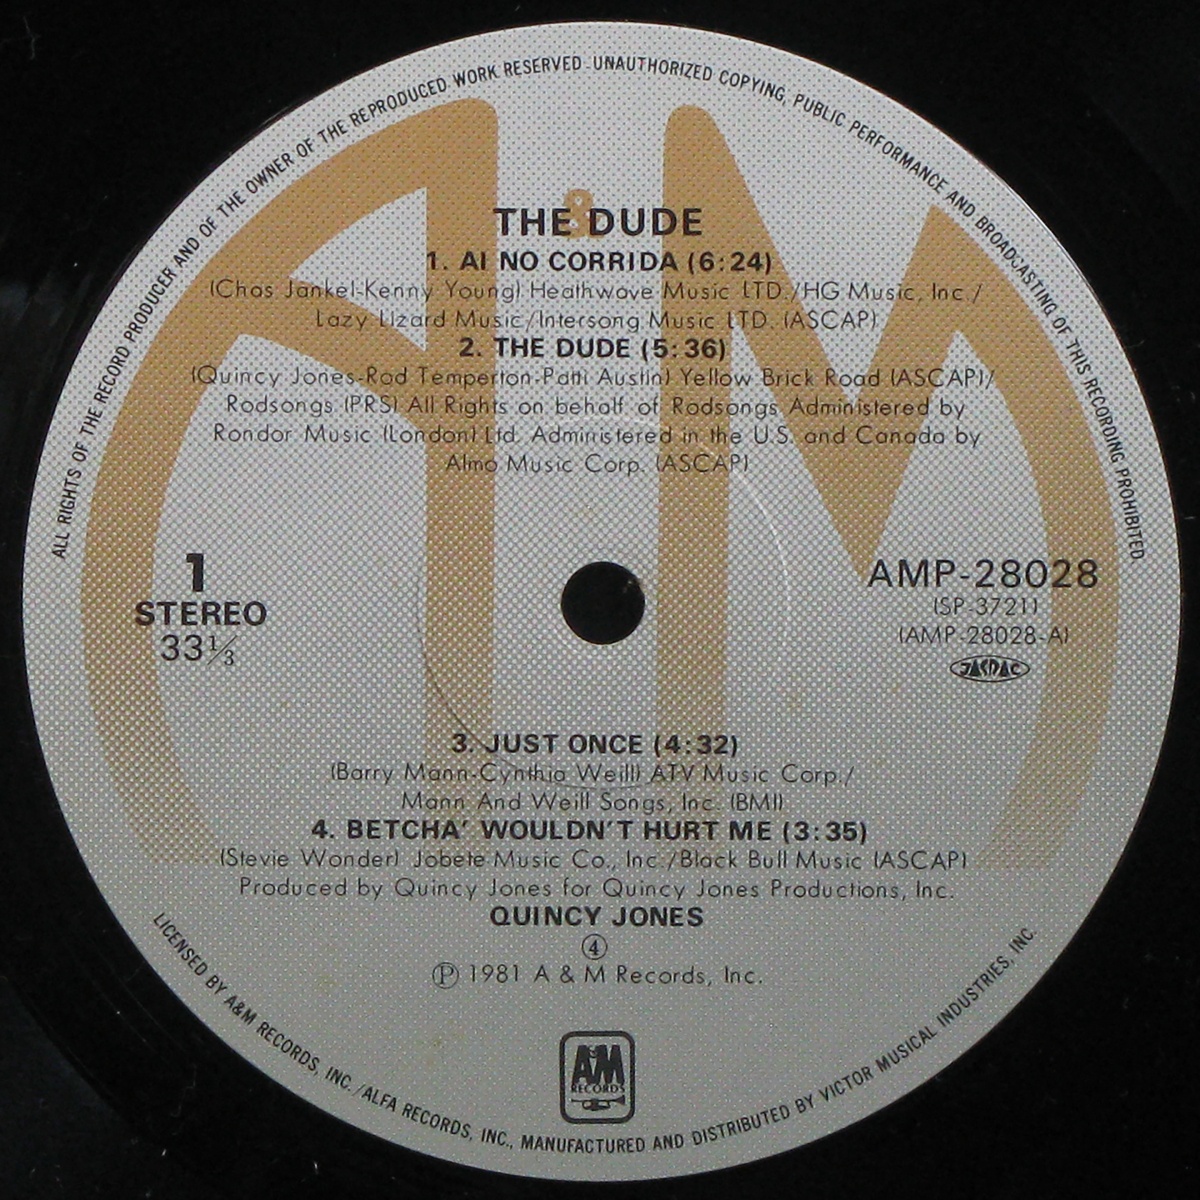 ALL RIGHTS OF THE RECORD PRODUCER AND OF THE OWNER OF THE REPRODUCED WORK RESERVED UNAUTHORIZED COPYING, PUBLIC PERFORMANCE AND BROADCASTING OF THIS RECORDING PROHIBITED
A&M
THE DUDE
1. AI NO CORRIDA (6:24)
(Chas Jankel-Kenny Young) Heathwave Music LTD./HG Music, Inc./
Lazy Lizard Music/Intersong Music LTD. (ASCAP)
2. THE DUDE (5:36)
(Quincy Jones-Rod Temperton-Patti Austin) Yellow Brick Road (ASCAP)/
Rodsongs (PRS) All Rights on behalf of Rodsongs Administered by
Rondor Music (London) Ltd. Administered in the U.S. and Canada by
Almo Music Corp. (ASCAP)
1
STEREO
33⅓
AMP-28028
(SP-3721)
(AMP-28028-A)
JASRAC
3. JUST ONCE (4:32)
(Barry Mann-Cynthia Weill) ATV Music Corp./
Mann And Weill Songs, Inc. (BMI)
4. BETCHA' WOULDN'T HURT ME (3:35)
(Stevie Wonder) Jobete Music Co., Inc./Black Bull Music (ASCAP)
Produced by Quincy Jones for Quincy Jones Productions, Inc.
QUINCY JONES
④
Ⓟ 1981 A & M Records, Inc.
A&M
RECORDS
LICENSED BY A&M RECORDS, INC./ALFA RECORDS, INC., MANUFACTURED AND DISTRIBUTED BY VICTOR MUSICAL INDUSTRIES, INC.